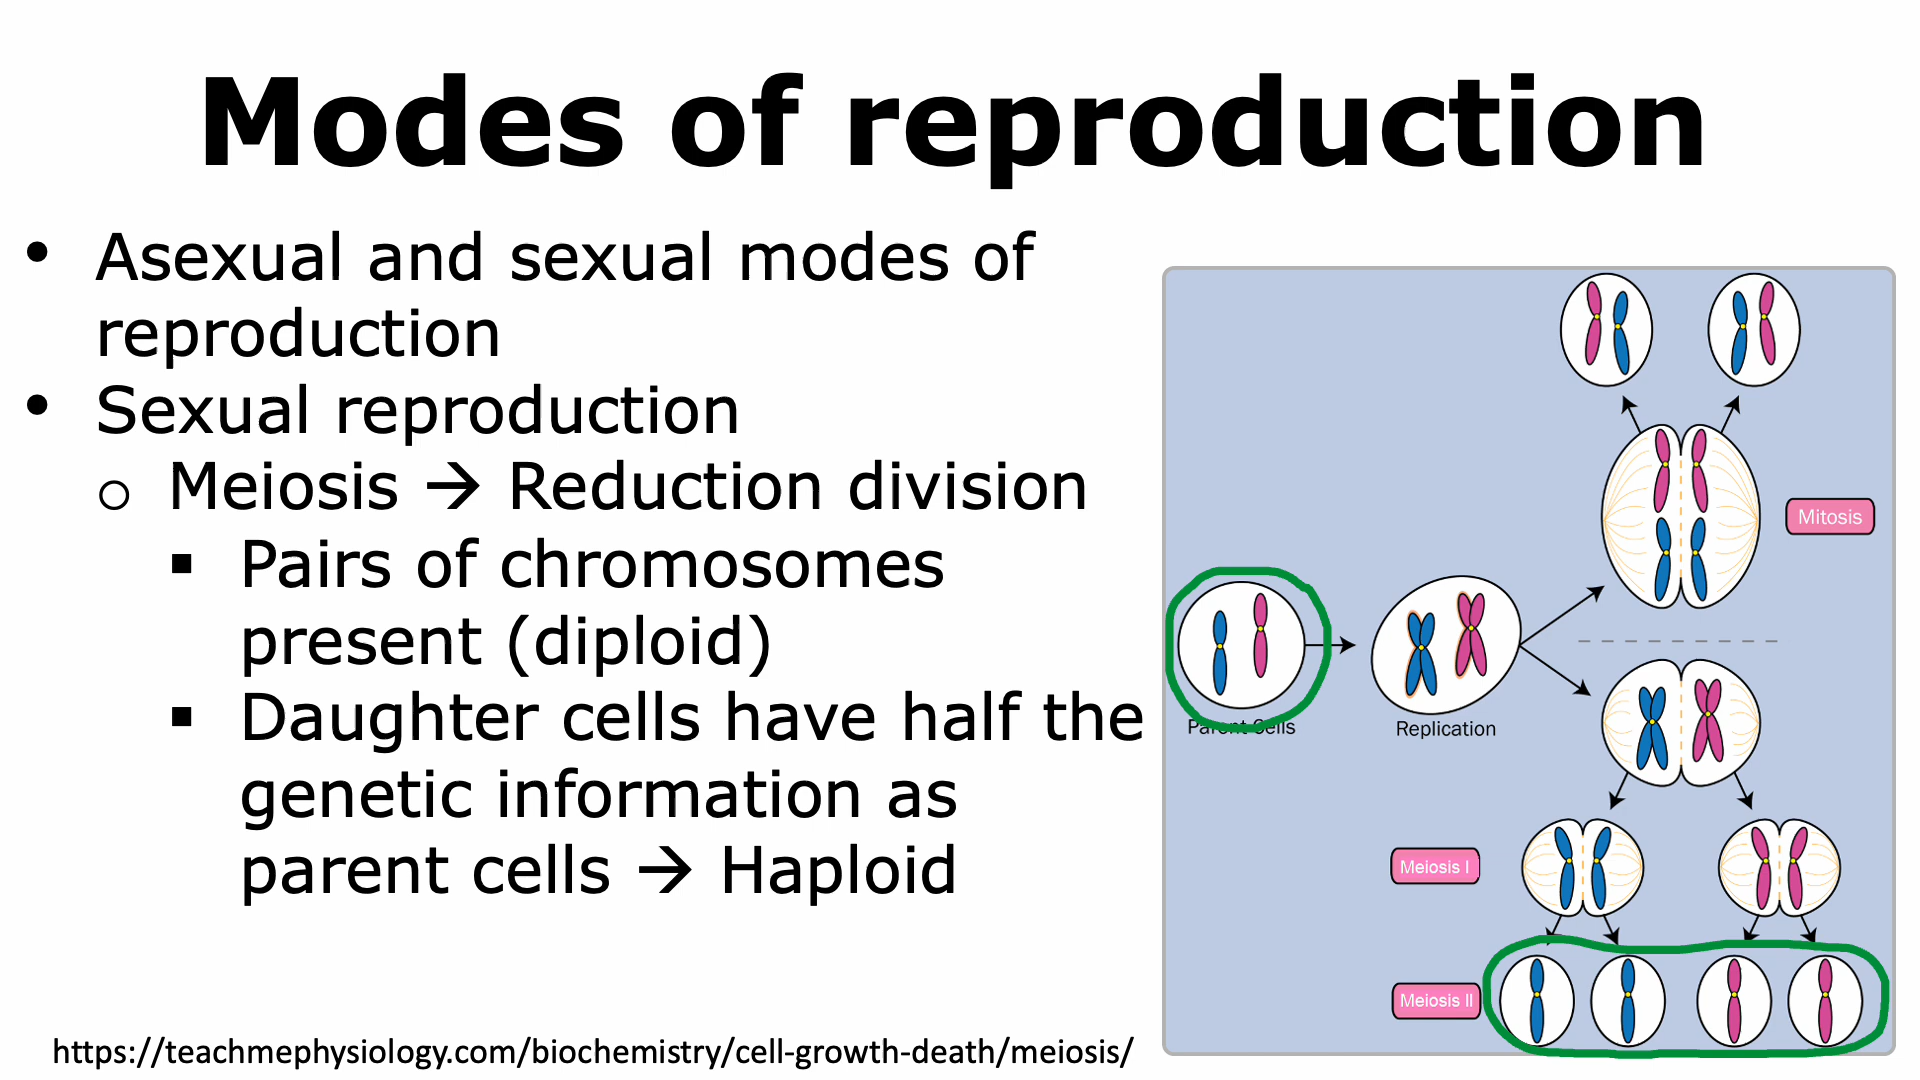 Modes of reproduction
• Asexual and sexual modes of
reproduction
• Sexual reproduction
o Meiosis → Reduction division
▪ Pairs of chromosomes
present (diploid)
▪ Daughter cells have half the
genetic information as
parent cells → Haploid
Mitosis
Parent Cells
Replication
Meiosis I
Meiosis II
https://teachmephysiology.com/biochemistry/cell-growth-death/meiosis/